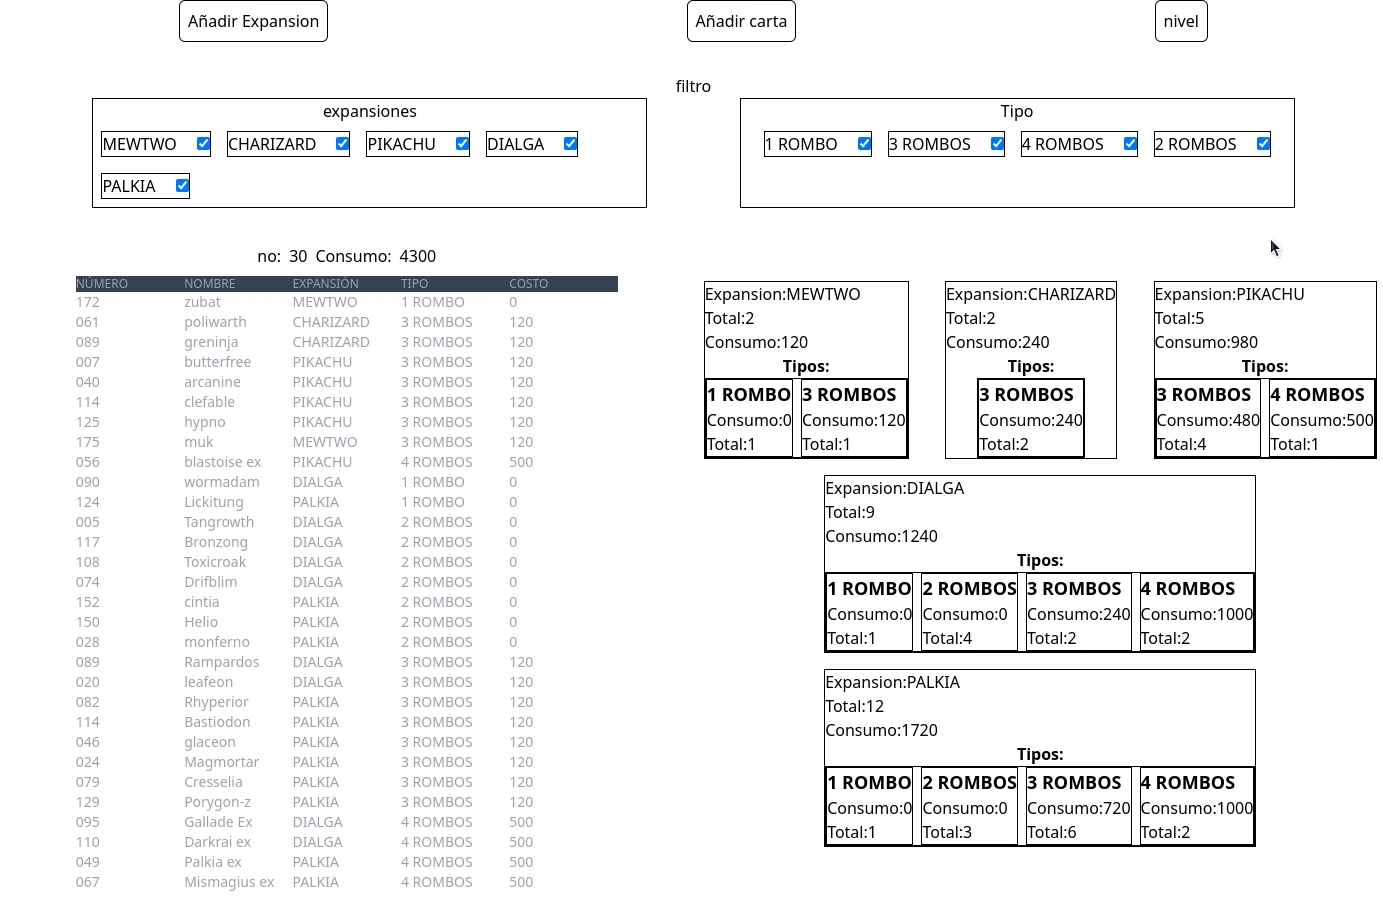 Añadir Expansion
Añadir carta
nivel
filtro
expansiones
MEWTWO
CHARIZARD
PIKACHU
DIALGA
PALKIA
Tipo
1 ROMBO
3 ROMBOS
4 ROMBOS
2 ROMBOS
no: 30 Consumo: 4300
NÚMERO NOMBRE EXPANSIÓN TIPO COSTO
172 zubat MEWTWO 1 ROMBO 0
061 poliwarth CHARIZARD 3 ROMBOS 120
089 greninja CHARIZARD 3 ROMBOS 120
007 butterfree PIKACHU 3 ROMBOS 120
040 arcanine PIKACHU 3 ROMBOS 120
114 clefable PIKACHU 3 ROMBOS 120
125 hypno PIKACHU 3 ROMBOS 120
175 muk MEWTWO 3 ROMBOS 120
056 blastoise ex PIKACHU 4 ROMBOS 500
090 wormadam DIALGA 1 ROMBO 0
124 Lickitung PALKIA 1 ROMBO 0
005 Tangrowth DIALGA 2 ROMBOS 0
117 Bronzong DIALGA 2 ROMBOS 0
108 Toxicroak DIALGA 2 ROMBOS 0
074 Drifblim DIALGA 2 ROMBOS 0
152 cintia PALKIA 2 ROMBOS 0
150 Helio PALKIA 2 ROMBOS 0
028 monferno PALKIA 2 ROMBOS 0
089 Rampardos DIALGA 3 ROMBOS 120
020 leafeon DIALGA 3 ROMBOS 120
082 Rhyperior PALKIA 3 ROMBOS 120
114 Bastiodon PALKIA 3 ROMBOS 120
046 glaceon PALKIA 3 ROMBOS 120
024 Magmortar PALKIA 3 ROMBOS 120
079 Cresselia PALKIA 3 ROMBOS 120
129 Porygon-z PALKIA 3 ROMBOS 120
095 Gallade Ex DIALGA 4 ROMBOS 500
110 Darkrai ex DIALGA 4 ROMBOS 500
049 Palkia ex PALKIA 4 ROMBOS 500
067 Mismagius ex PALKIA 4 ROMBOS 500
Expansion:MEWTWO
Total:2
Consumo:120
Tipos:
1 ROMBO
Consumo:0
Total:1
3 ROMBOS
Consumo:120
Total:1
Expansion:CHARIZARD
Total:2
Consumo:240
Tipos:
3 ROMBOS
Consumo:240
Total:2
Expansion:PIKACHU
Total:5
Consumo:980
Tipos:
3 ROMBOS
Consumo:480
Total:4
4 ROMBOS
Consumo:500
Total:1
Expansion:DIALGA
Total:9
Consumo:1240
Tipos:
1 ROMBO
Consumo:0
Total:1
2 ROMBOS
Consumo:0
Total:4
3 ROMBOS
Consumo:240
Total:2
4 ROMBOS
Consumo:1000
Total:2
Expansion:PALKIA
Total:12
Consumo:1720
Tipos:
1 ROMBO
Consumo:0
Total:1
2 ROMBOS
Consumo:0
Total:3
3 ROMBOS
Consumo:720
Total:6
4 ROMBOS
Consumo:1000
Total:2